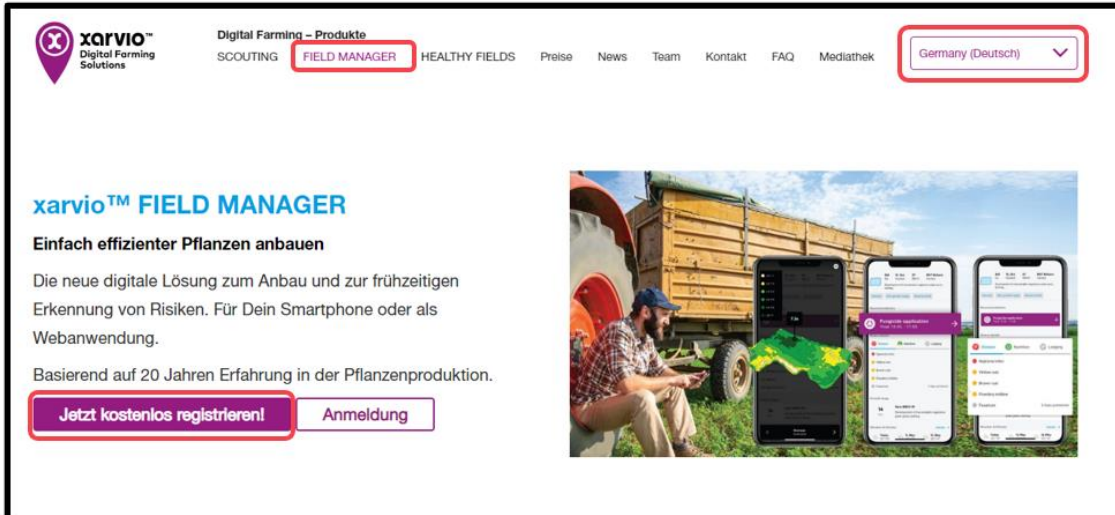 xarvio™
Digital Farming
Solutions
Digital Farming – Produkte
SCOUTING FIELD MANAGER HEALTHY FIELDS Preise News Team Kontakt FAQ Mediathek
Germany (Deutsch)
xarvio™ FIELD MANAGER
Einfach effizienter Pflanzen anbauen
Die neue digitale Lösung zum Anbau und zur frühzeitigen
Erkennung von Risiken. Für Dein Smartphone oder als
Webanwendung.
Basierend auf 20 Jahren Erfahrung in der Pflanzenproduktion.
Jetzt kostenlos registrieren!
Anmeldung
Fungicide application